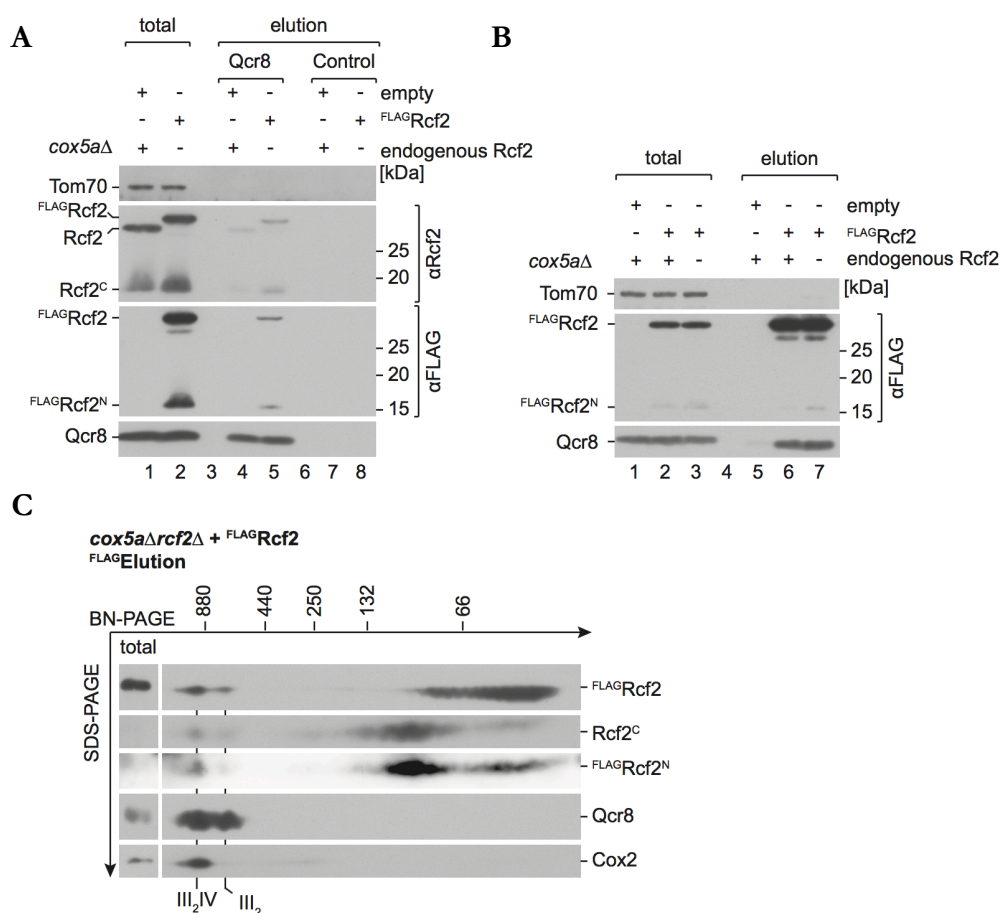 A
total elution
Qcr8 Control
+ - + - + - empty
- + - + - + FLAGRcf2
cox5aΔ + - + - + - endogenous Rcf2
[kDa]
Tom70
FLAGRcf2
Rcf2
25
20
Rcf2C
αRcf2
FLAGRcf2
25
20
FLAGRcf2N
15
αFLAG
Qcr8
1 2 3 4 5 6 7 8
B
total elution
+ - - + - - empty
- + + - + + FLAGRcf2
cox5aΔ + + - + + - endogenous Rcf2
[kDa]
Tom70
FLAGRcf2
25
20
FLAGRcf2N
15
αFLAG
Qcr8
1 2 3 4 5 6 7
C
cox5aΔrcf2Δ + FLAGRcf2
FLAGElution
BN-PAGE 880 440 250 132 66
total
SDS-PAGE
FLAGRcf2
Rcf2C
FLAGRcf2N
Qcr8
Cox2
III2IV III2